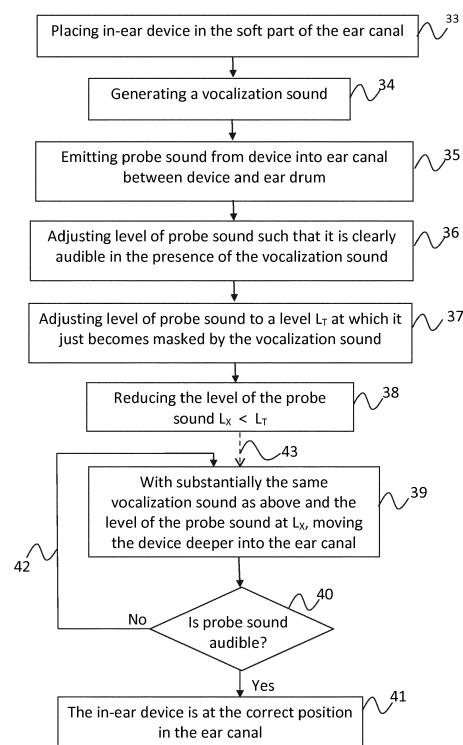 Placing in-ear device in the soft part of the ear canal
33
Generating a vocalization sound
34
Emitting probe sound from device into ear canal
between device and ear drum
35
Adjusting level of probe sound such that it is clearly
audible in the presence of the vocalization sound
36
Adjusting level of probe sound to a level LT at which it
just becomes masked by the vocalization sound
37
Reducing the level of the probe
sound LX < LT
38
43
With substantially the same
vocalization sound as above and the
level of the probe sound at LX, moving
the device deeper into the ear canal
39
42
40
No
Is probe sound
audible?
Yes
41
The in-ear device is at the correct position
in the ear canal